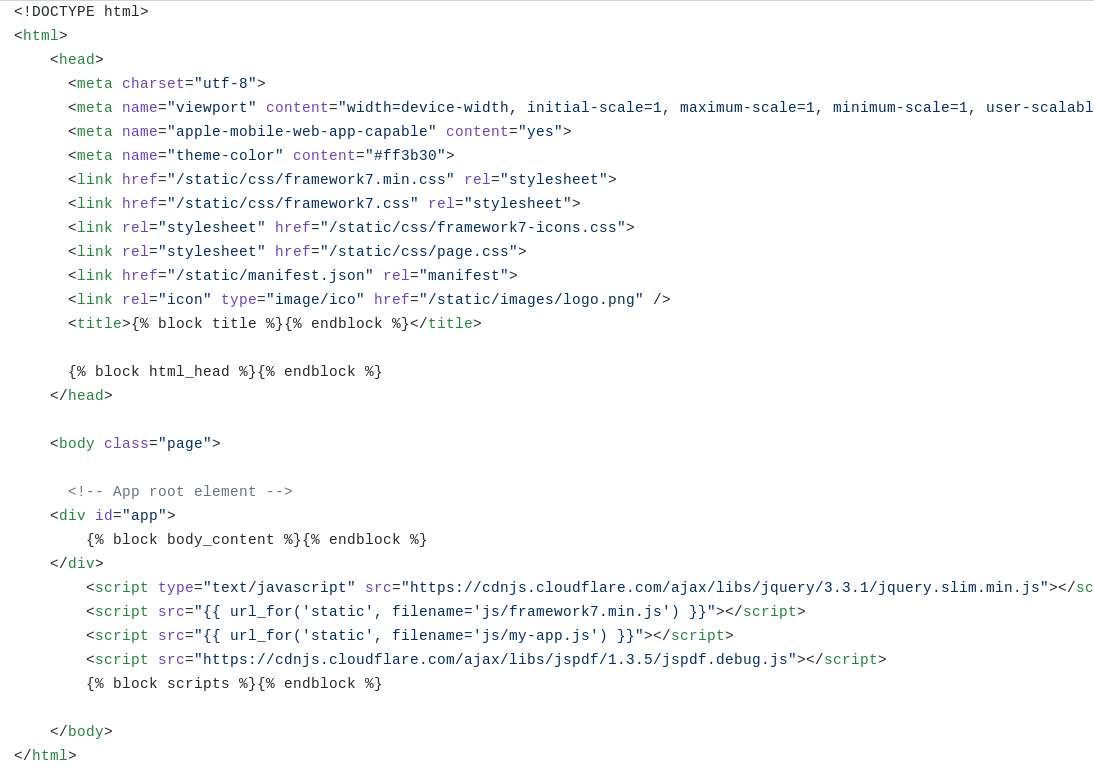 <!DOCTYPE html>
<html>
    <head>
      <meta charset="utf-8">
      <meta name="viewport" content="width=device-width, initial-scale=1, maximum-scale=1, minimum-scale=1, user-scalabl
      <meta name="apple-mobile-web-app-capable" content="yes">
      <meta name="theme-color" content="#ff3b30">
      <link href="/static/css/framework7.min.css" rel="stylesheet">
      <link href="/static/css/framework7.css" rel="stylesheet">
      <link rel="stylesheet" href="/static/css/framework7-icons.css">
      <link rel="stylesheet" href="/static/css/page.css">
      <link href="/static/manifest.json" rel="manifest">
      <link rel="icon" type="image/ico" href="/static/images/logo.png" />
      <title>{% block title %}{% endblock %}</title>

      {% block html_head %}{% endblock %}
    </head>

    <body class="page">

      <!-- App root element -->
    <div id="app">
        {% block body_content %}{% endblock %}
    </div>
        <script type="text/javascript" src="https://cdnjs.cloudflare.com/ajax/libs/jquery/3.3.1/jquery.slim.min.js"></sc
        <script src="{{ url_for('static', filename='js/framework7.min.js') }}"></script>
        <script src="{{ url_for('static', filename='js/my-app.js') }}"></script>
        <script src="https://cdnjs.cloudflare.com/ajax/libs/jspdf/1.3.5/jspdf.debug.js"></script>
        {% block scripts %}{% endblock %}

    </body>
</html>